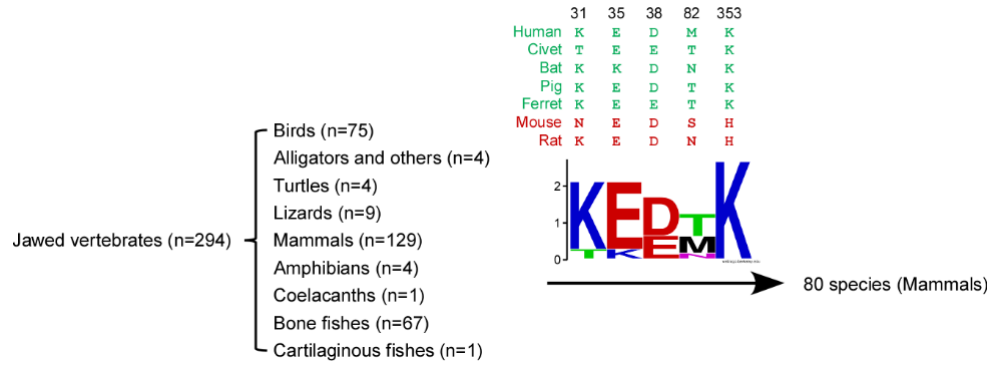 31 35 38 82 353
Human K E D M K
Civet T E E T K
Bat K K D N K
Pig K E D T K
Ferret K E E T K
Mouse N E D S H
Rat K E D N H
Jawed vertebrates (n=294)
Birds (n=75)
Alligators and others (n=4)
Turtles (n=4)
Lizards (n=9)
Mammals (n=129)
Amphibians (n=4)
Coelacanths (n=1)
Bone fishes (n=67)
Cartilaginous fishes (n=1)
2
1
0
K E D T K
T K E M
N
80 species (Mammals)